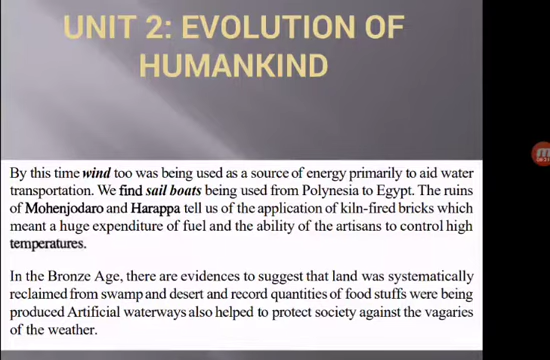 UNIT 2: EVOLUTION OF
HUMANKIND
By this time wind too was being used as a source of energy primarily to aid water
transportation. We find sail boats being used from Polynesia to Egypt. The ruins
of Mohenjodaro and Harappa tell us of the application of kiln-fired bricks which
meant a huge expenditure of fuel and the ability of the artisans to control high
temperatures.
In the Bronze Age, there are evidences to suggest that land was systematically
reclaimed from swamp and desert and record quantities of food stuffs were being
produced Artificial waterways also helped to protect society against the vagaries
of the weather.